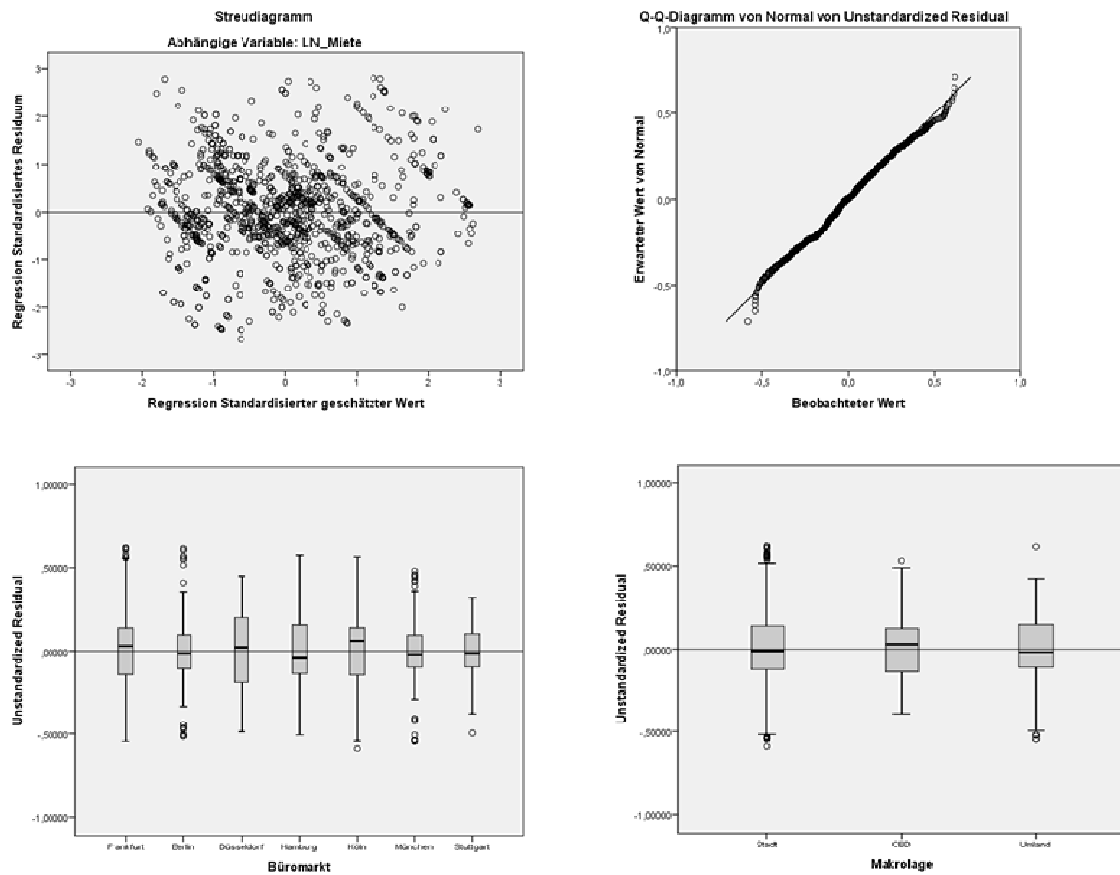 Streudiagramm
Abhängige Variable: LN_Miete
Regression Standardisiertes Residuum
3
2
1
0
-1
-2
-3
-3
-2
-1
0
1
2
3
Regression Standardisierter geschätzter Wert
Q-Q-Diagramm von Normal von Unstandardized Residual
Erwarteter Wert von Normal
1,0
0,5
0,0
-0,5
-1,0
-1,0
-0,5
0,0
0,5
1,0
Beobachteter Wert
Unstandardized Residual
1,00000
,50000
,00000
-,50000
-1,00000
Frankfurt
Berlin
Düsseldorf
Hamburg
Köln
München
Stuttgart
Büromarkt
Unstandardized Residual
1,00000
,50000
,00000
-,50000
-1,00000
Stadt
CBD
Umland
Makrolage